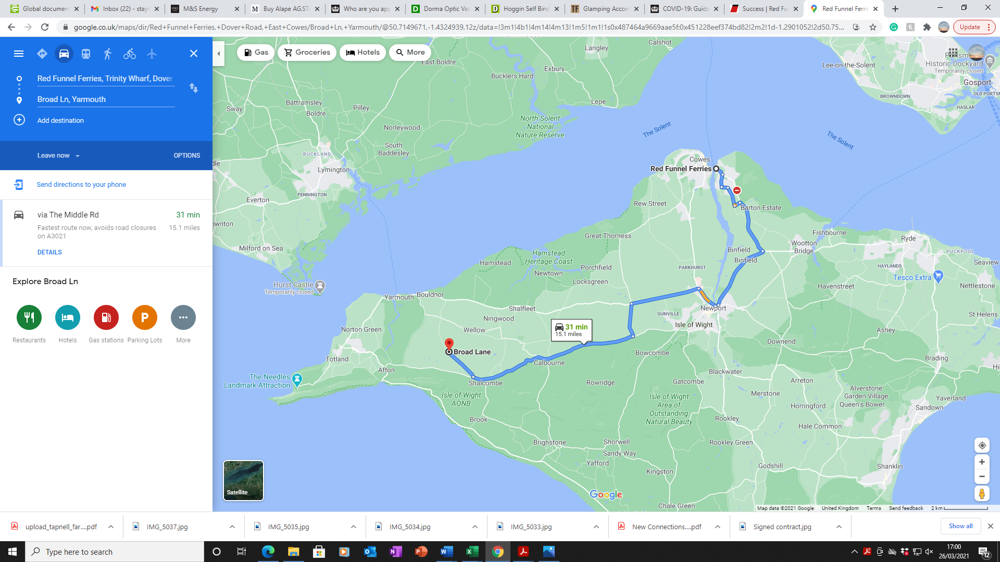 Global document
Inbox (22) - stay
M&S Energy
Buy Alape AG.ST
Who are you app
Dorma Optic Vas
Hoggin Self Bind
Glamping Accom
COVID-19: Guida
Success | Red Fu
Red Funnel Ferri
google.co.uk/maps/dir/Red+Funnel+Ferries,+Dover+Road,+East+Cowes/Broad+Ln,+Yarmouth/@50.7149671,-1.4324939,12z/data=!3m1!4b1!4m14!4m13!1m5!1m1!1s0x487464a9669aae5f:0x451228eef374bd82!2m2!1d-1.2901052!2d50.75...
Update
Red Funnel Ferries, Trinity Wharf, Dover
Broad Ln, Yarmouth
Add destination
Leave now
OPTIONS
Send directions to your phone
via The Middle Rd
31 min
Fastest route now, avoids road closures
on A3021
15.1 miles
DETAILS
Explore Broad Ln
Restaurants
Hotels
Gas stations
Parking Lots
More
Gas
Groceries
Hotels
More
Calshot
Langley
East Boldre
Exbury
Bucklers Hard
Lee-on-the-Solent
Portsm
Historic Dockyard
Temporarily closed
Gosport
OLD PORTSM
BROWNDOWN
HASLAR
Battramsley
Boldre
Pilley
Sway
Lepe
Norleywood
North Solent
National
Nature Reserve
The Solent
The Solent
South
Baddesley
BUCKLAND
Lymington
PENNINGTON
Everton
Milford on Sea
Hurst Castle
Temporarily closed
Cowes
Red Funnel Ferries
Rew Street
Barton Estate
Great Thorness
Fishbourne
Wootton
Bridge
Ryde
PUCKPOOL
Seaview
Binfield
Binfield
Hamstead
Hamstead
Heritage Coast
Newtown
Porchfield
Locksgreen
PARKHURST
HAYLANDS
Tesco Extra
Nettlestone
Havenstreet
Yarmouth
Bouldnor
Shalfleet
Ningwood
Wellow
GUNVILLE
Newport
Isle of Wight
St Helens
Norton Green
31 min
15.1 miles
Ashey
Downend
Broad Lane
Totland
Afton
Calbourne
Bowcombe
Brading
The Needles
Landmark Attraction
Shalcombe
Rowridge
Blackwater
Gatcombe
Arreton
Merstone
Alverstone
Garden Village
Queen's Bower
Yaverland
Sandown
Isle of Wight
AONB
Isle of Wight
Area of
Outstanding
Natural Beauty
Horringford
Brook
Rookley
Hale Common
Brighstone
Shorwell
Rookley Green
Sandy Way
Yafford
Kingston
Godshill
Shanklin
Chale Green
Satellite
Google
Map data ©2021 Google
United Kingdom
Terms
Send feedback
2 km
upload_tapnell_far....pdf
IMG_5037.jpg
IMG_5035.jpg
IMG_5034.jpg
IMG_5033.jpg
New Connections....pdf
Signed contract.jpg
Show all
Type here to search
17:00
26/03/2021
12